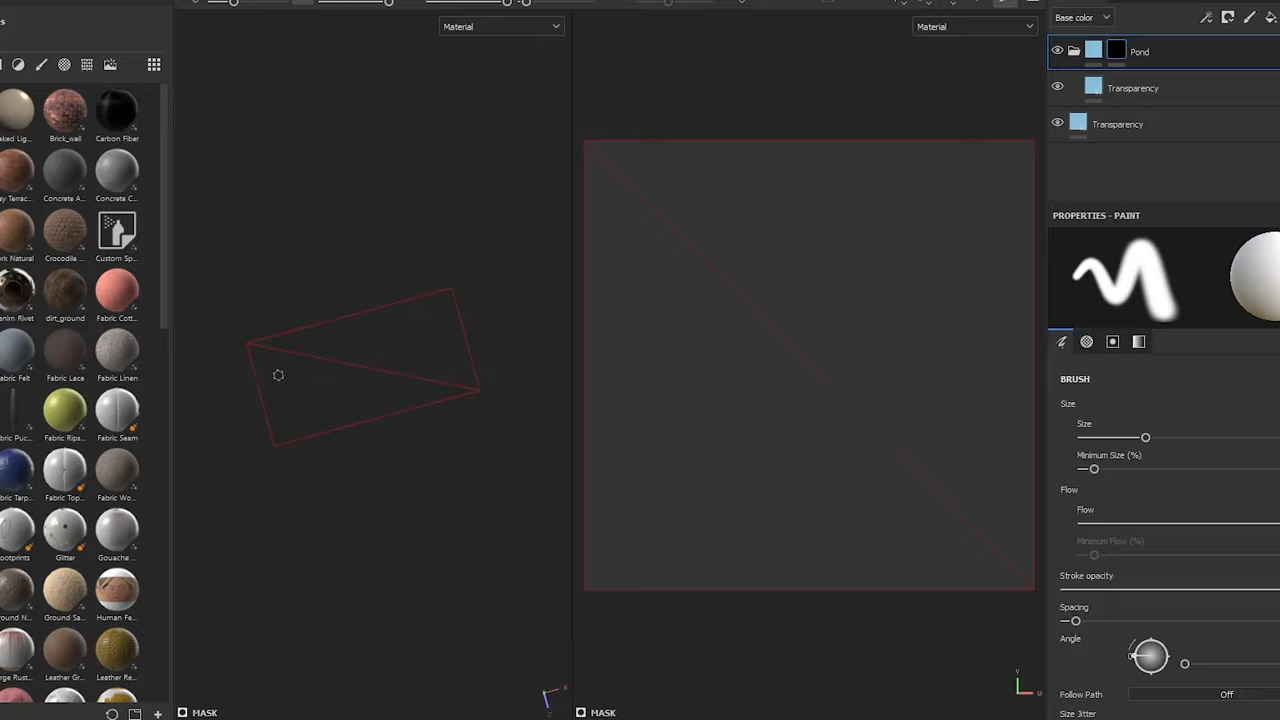 Material
Material
Base color
Pond
Transparency
Transparency
Brick_wall
Carbon Fiber
Concrete A...
Concrete C...
Crocodile ...
Custom Sp...
dirt_ground
Fabric Cott...
Fabric Lace
Fabric Linen
Fabric Rips...
Fabric Seam
Fabric Top...
Fabric Wo...
Glitter
Gouache ...
Ground Sa...
Human Fe...
Leather Gr...
Leather Re...
PROPERTIES - PAINT
BRUSH
Size
Size
Minimum Size (%)
Flow
Flow
Minimum Flow (%)
Stroke opacity
Spacing
Angle
Follow Path
Off
Size Jitter
MASK
MASK